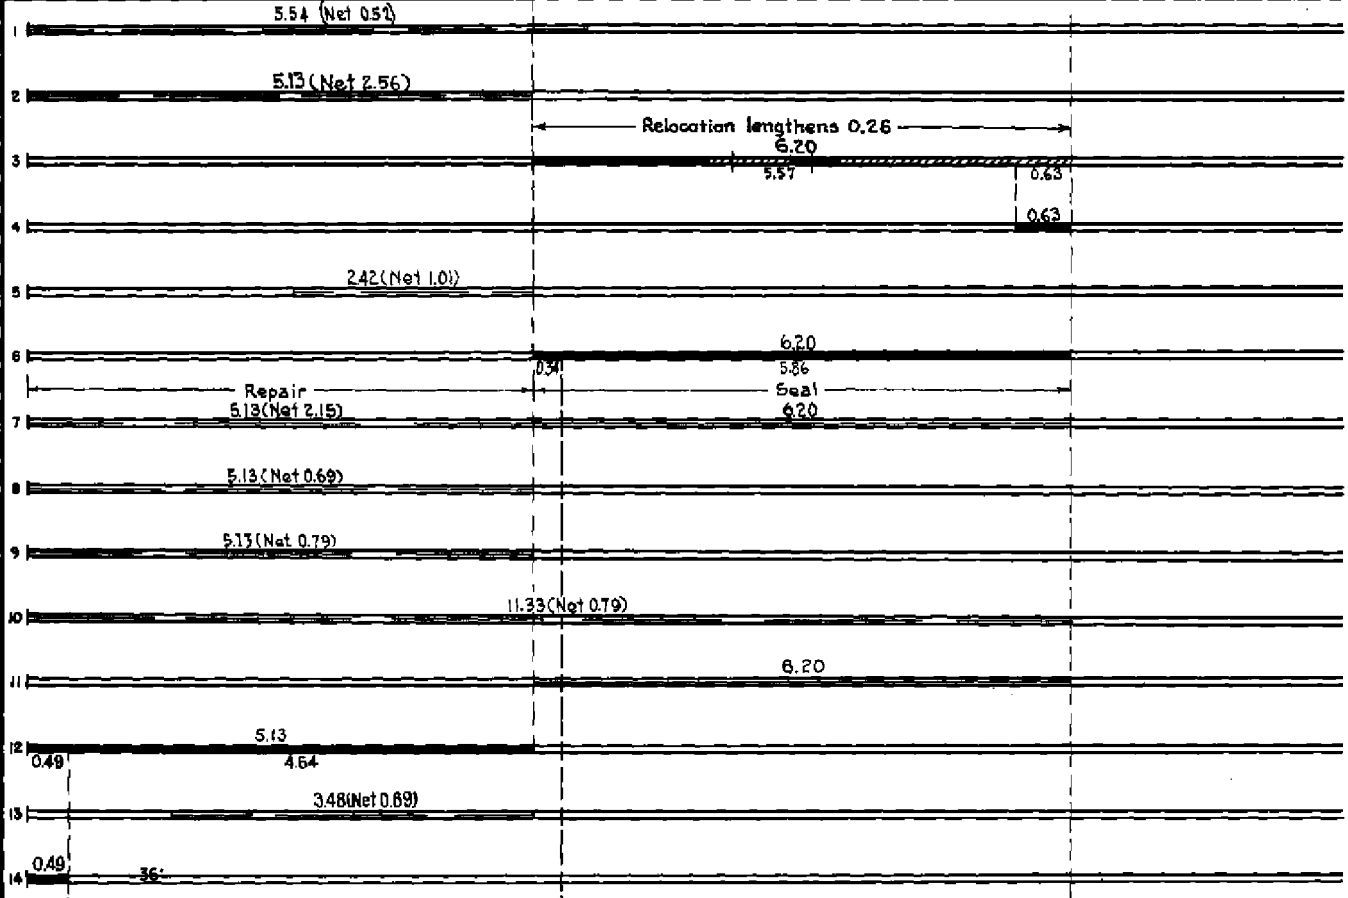 5.54 (Net 0.52)
1
5.13 (Net 2.56)
2
Relocation lengthens 0.26
6.20
3
5.57 0.63
0.63
4
2.42 (Net 1.01)
5
6.20
6
0.34 5.86
Repair Seal
5.13 (Net 2.15) 6.20
7
5.13 (Net 0.69)
8
5.13 (Net 0.79)
9
11.33 (Net 0.79)
10
6.20
11
5.13
12
0.49 4.64
3.48 (Net 0.89)
13
0.49
14 36'